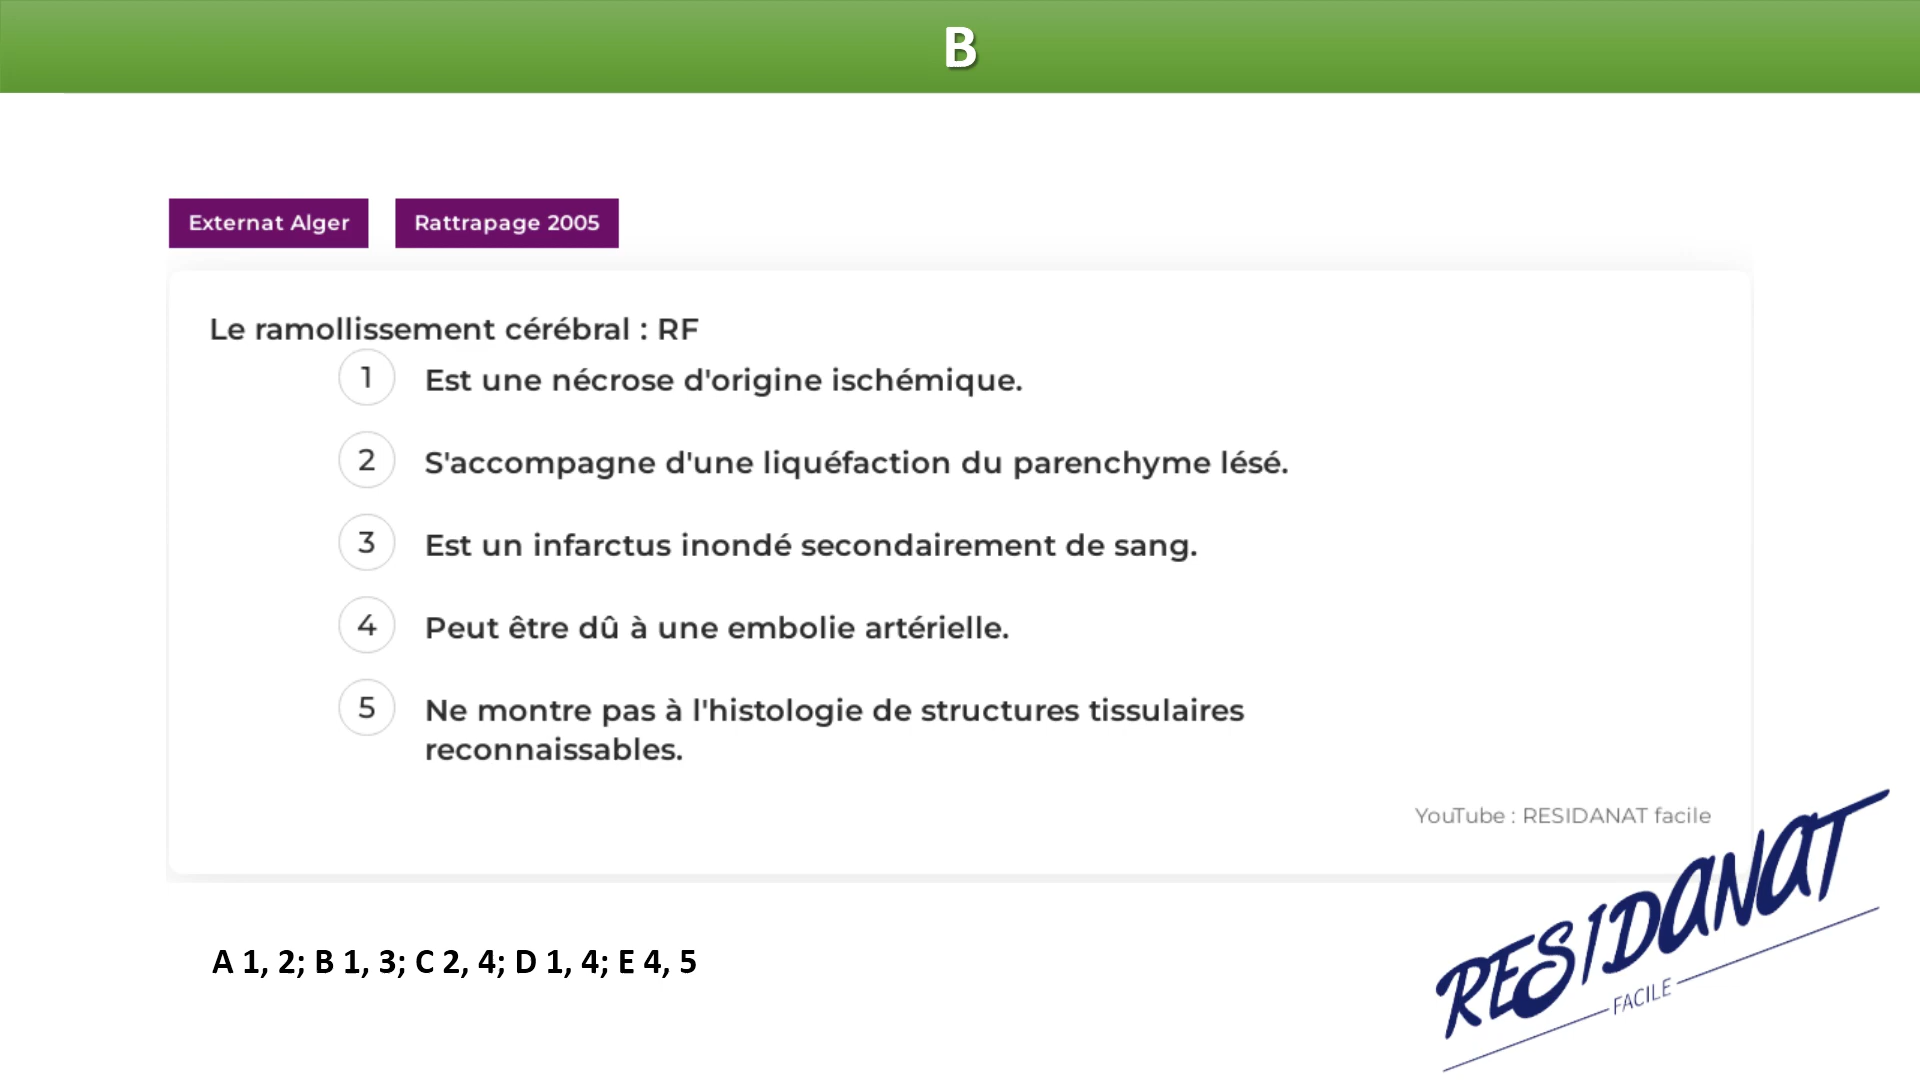 B
Externat Alger
Rattrapage 2005
Le ramollissement cérébral : RF
1 Est une nécrose d'origine ischémique.
2 S'accompagne d'une liquéfaction du parenchyme lésé.
3 Est un infarctus inondé secondairement de sang.
4 Peut être dû à une embolie artérielle.
5 Ne montre pas à l'histologie de structures tissulaires
reconnaissables.
YouTube : RESIDANAT facile
RESIDANAT
FACILE
A 1, 2; B 1, 3; C 2, 4; D 1, 4; E 4, 5